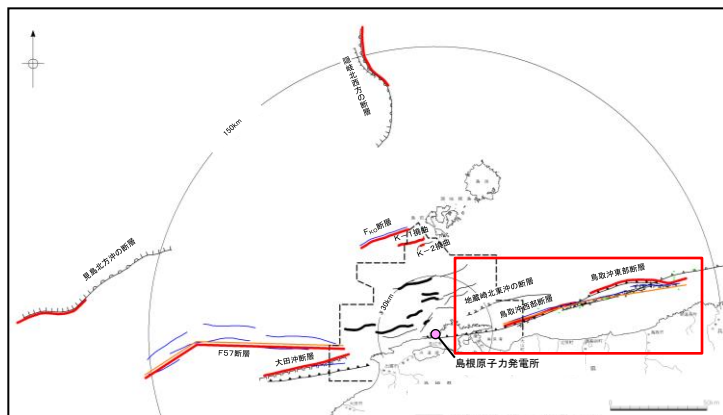 隠岐北西方の断層
150km
FKO断層
K-1撓曲
K-2撓曲
見島北方沖の断層
鳥取沖東部断層
地蔵崎北東沖の断層
30km
鳥取沖西部断層
島根原子力発電所
F57断層
大田沖断層